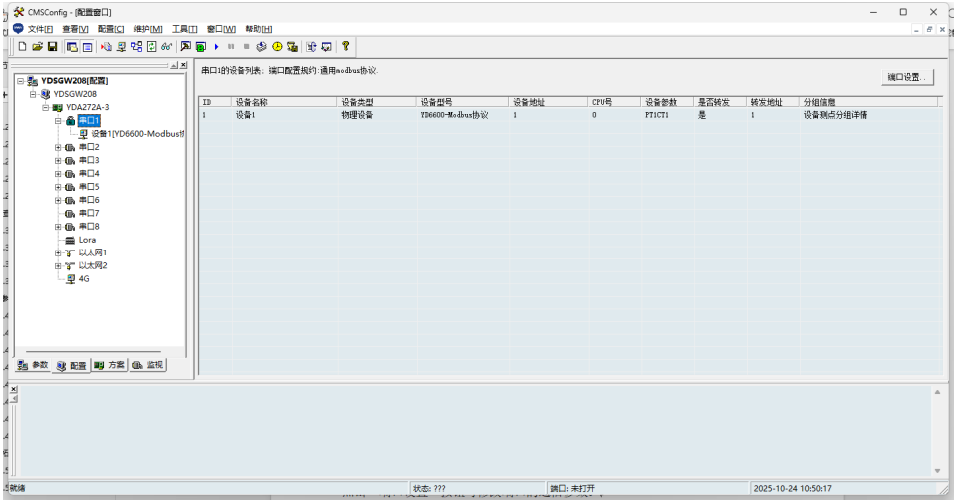 CMSConfig - [配置窗口]
文件[F] 查看[V] 配置[C] 维护[M] 工具[T] 窗口[W] 帮助[H]
YDSGW208[配置]
YDSGW208
YDA272A-3
串口1
设备1[YD6600-Modbus
串口2
串口3
串口4
串口5
串口6
串口7
串口8
Lora
以太网1
以太网2
4G
参数 配置 方案 监视
串口1的设备列表: 端口配置规约:通用modbus协议.
端口设置..
ID 设备名称 设备类型 设备型号 设备地址 CPU号 设备参数 是否转发 转发地址 分组信息
1 设备1 物理设备 YD6600-Modbus协议 1 0 PT1CT1 是 1 设备测点分组详情
就绪 状态: ??? 端口: 未打开 2025-10-24 10:50:17